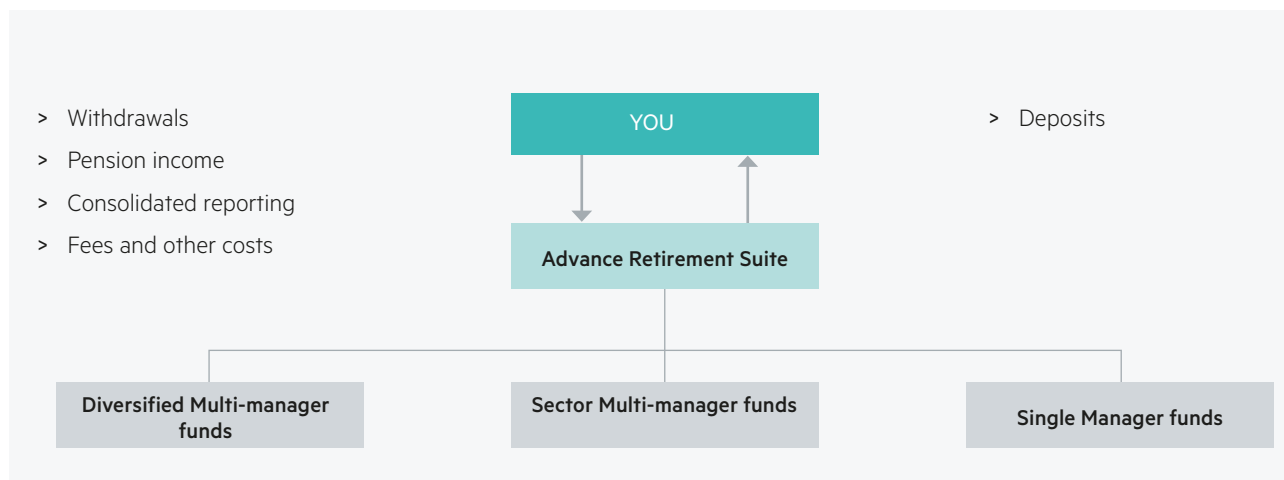 > Withdrawals
> Pension income
> Consolidated reporting
> Fees and other costs
YOU
> Deposits
Advance Retirement Suite
Diversified Multi-manager
funds
Sector Multi-manager funds
Single Manager funds